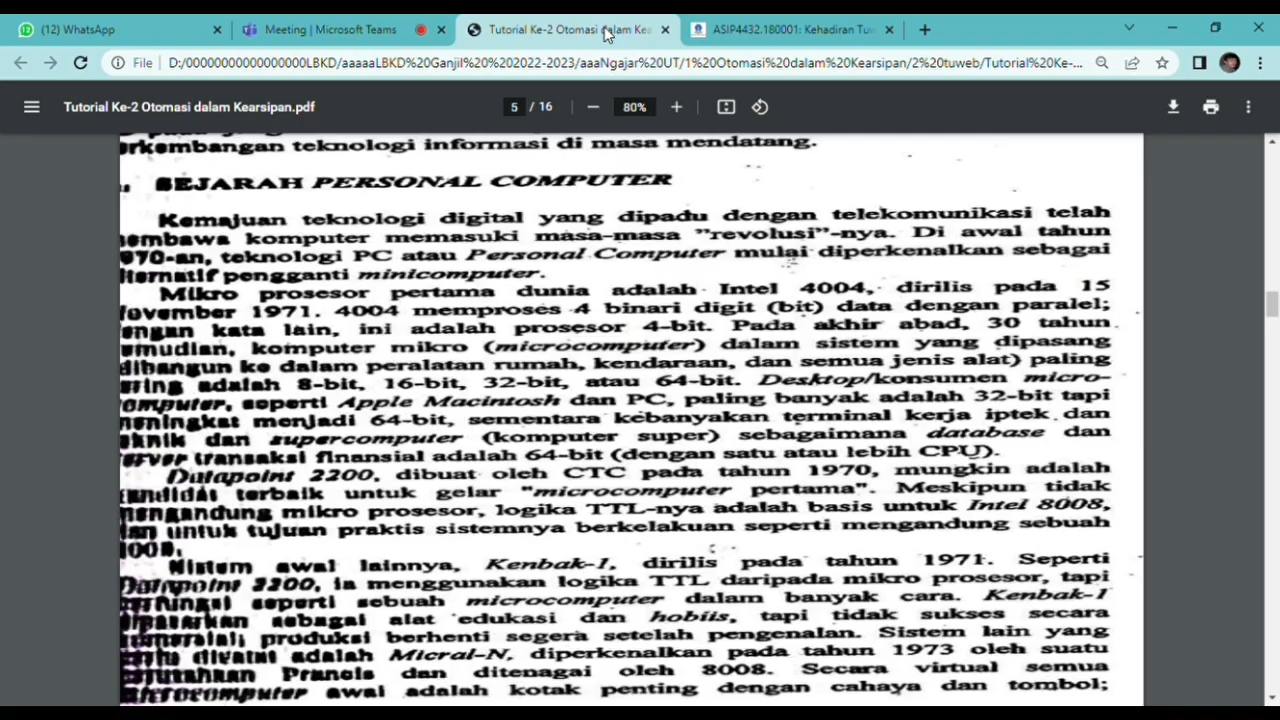 (12) WhatsApp
Meeting | Microsoft Teams
Tutorial Ke-2 Otomasi dalam Kea
ASIP4432.180001: Kehadiran Tuw
File
D:/00000000000000000LBKD/aaaaaLBKD%20Ganjil%20%202022-2023/aaaNgajar%20UT/1%20Otomasi%20dalam%20Kearsipan/2%20tuweb/Tutorial%20Ke-...
Tutorial Ke-2 Otomasi dalam Kearsipan.pdf
5 / 16
80%
rkembangan teknologi informasi di masa mendatang.
SEJARAH PERSONAL COMPUTER
Kemajuan teknologi digital yang dipadu dengan telekomunikasi telah
embawa komputer memasuki masa-masa "revolusi"-nya. Di awal tahun
970-an, teknologi PC atau Personal Computer mulai diperkenalkan sebagai
lternatif pengganti minicomputer.
Mikro prosesor pertama dunia adalah Intel 4004, dirilis pada 15
ovember 1971. 4004 memproses 4 binari digit (bit) data dengan paralel;
engan kata lain, ini adalah prosesor 4-bit. Pada akhir abad, 30 tahun
emudian, komputer mikro (microcomputer) dalam sistem yang dipasang
dibangun ke dalam peralatan rumah, kendaraan, dan semua jenis alat) paling
ering adalah 8-bit, 16-bit, 32-bit, atau 64-bit. Desktop/konsumen micro-
omputer, seperti Apple Macintosh dan PC, paling banyak adalah 32-bit tapi
meningkat menjadi 64-bit, sementara kebanyakan terminal kerja iptek dan
eknik dan supercomputer (komputer super) sebagaimana database dan
erver transaksi finansial adalah 64-bit (dengan satu atau lebih CPU).
Datapoint 2200, dibuat oleh CTC pada tahun 1970, mungkin adalah
kandidat terbaik untuk gelar "microcomputer pertama". Meskipun tidak
mengandung mikro prosesor, logika TTL-nya adalah basis untuk Intel 8008,
dan untuk tujuan praktis sistemnya berkelakuan seperti mengandung sebuah
8008.
Sistem awal lainnya, Kenbak-1, dirilis pada tahun 1971. Seperti
Datapoint 2200, ia menggunakan logika TTL daripada mikro prosesor, tapi
berfungsi seperti sebuah microcomputer dalam banyak cara. Kenbak-1
dipasarkan sebagai alat edukasi dan hobiis, tapi tidak sukses secara
komersial; produksi berhenti segera setelah pengenalan. Sistem lain yang
dicatat adalah Micral-N, diperkenalkan pada tahun 1973 oleh suatu
perusahaan Prancis dan ditenagai oleh 8008. Secara virtual semua
microcomputer awal adalah kotak penting dengan cahaya dan tombol;